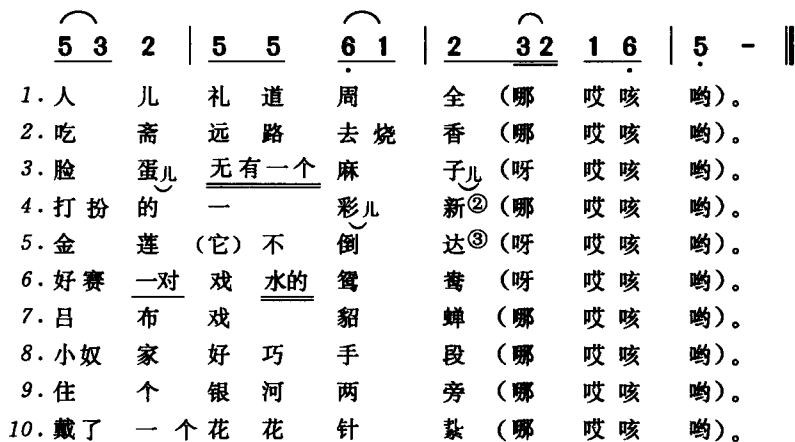 5 3 2 | 5 5 6 1 | 2 3 2 1 6 | 5 - ‖
1.人 儿 礼 道 周 全 (哪 哎 咳 哟)。
2.吃 斋 远 路 去 烧 香 (哪 哎 咳 哟)。
3.脸 蛋儿 无有一个 麻 子儿 (呀 哎 咳 哟)。
4.打 扮 的 一 彩儿 新② (哪 哎 咳 哟)。
5.金 莲 (它) 不 倒 达③ (呀 哎 咳 哟)。
6.好 赛 一对 戏 水的 鸳 鸯 (呀 哎 咳 哟)。
7.吕 布 戏 貂 蝉 (哪 哎 咳 哟)。
8.小 奴 家 好 巧 手 段 (哪 哎 咳 哟)。
9.住 个 银 河 两 旁 (哪 哎 咳 哟)。
10.戴 了 一 个 花 花 针 紮 (哪 哎 咳 哟)。